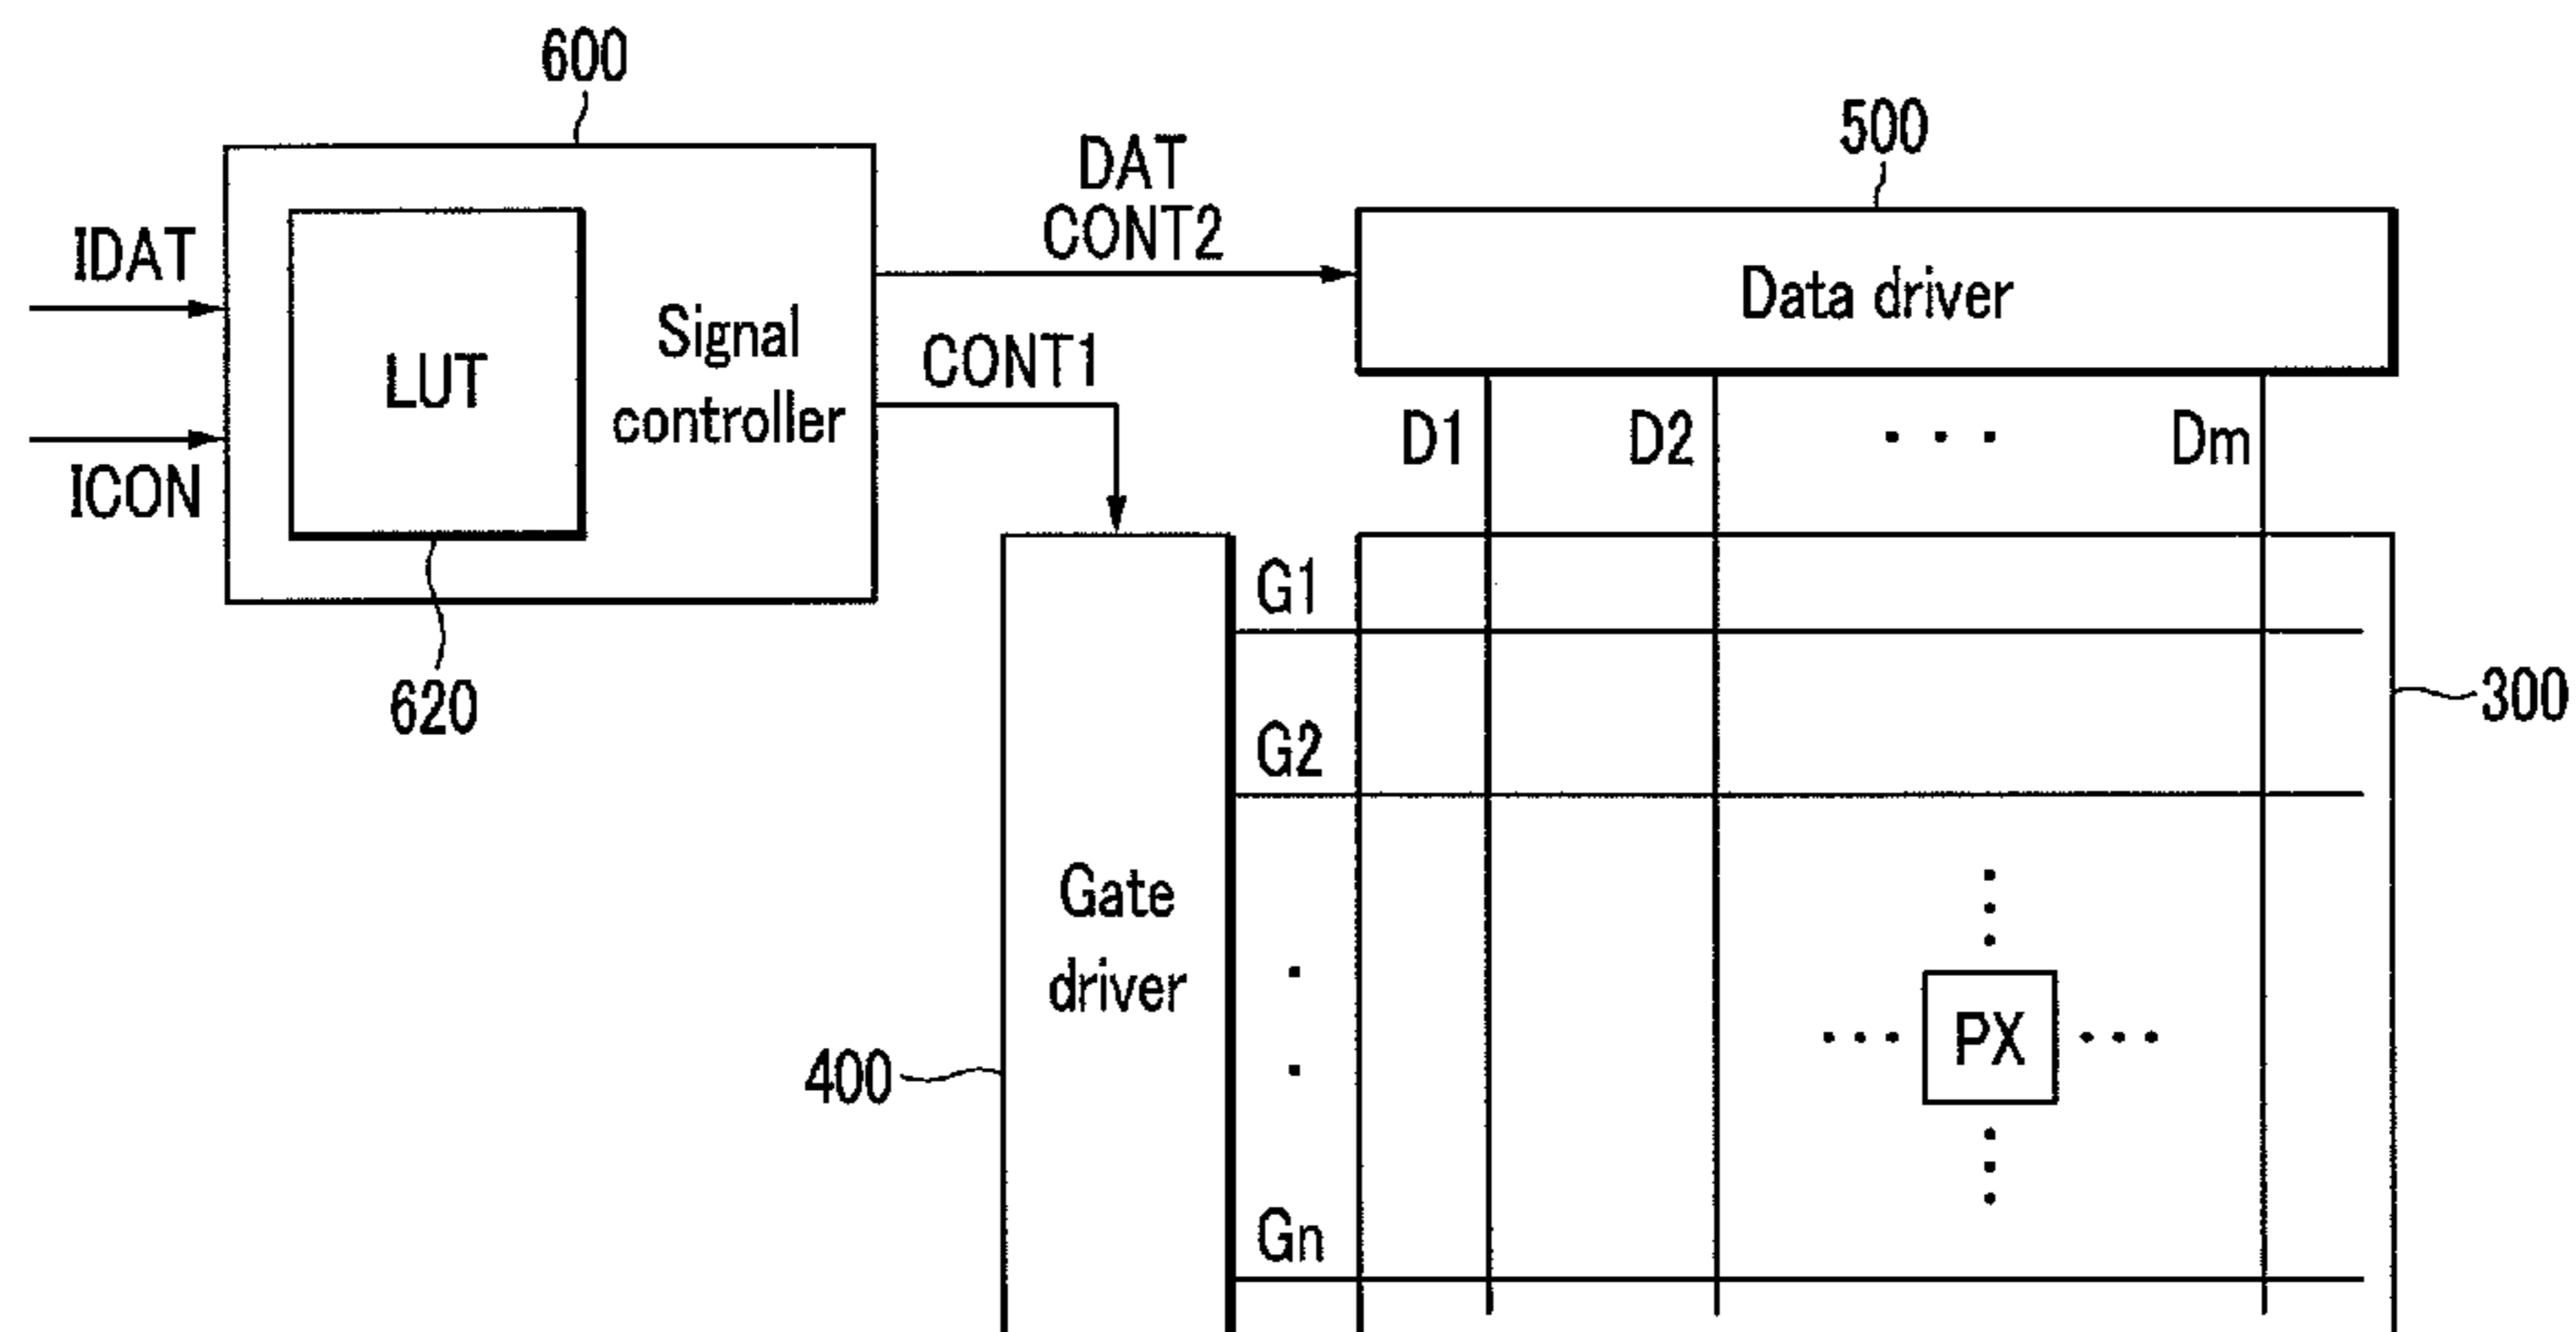 600
IDAT
ICON
LUT
Signal
controller
620
DAT
CONT2
CONT1
500
Data driver
D1 D2 ... Dm
G1
G2
Gn
Gate
driver
400
300
... PX ...